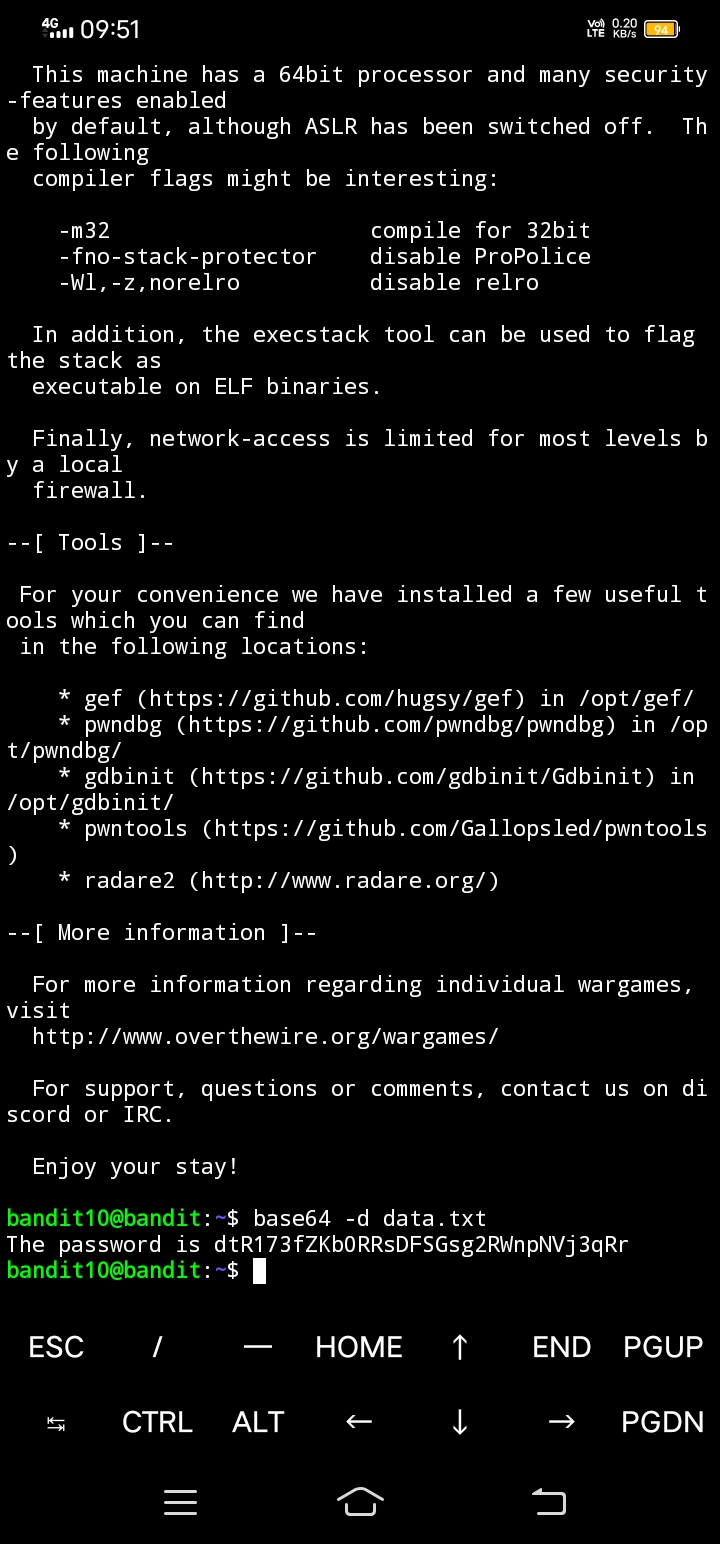 4G 09:51 Vo) LTE 0.20 KB/s 94
This machine has a 64bit processor and many security
-features enabled
by default, although ASLR has been switched off.  Th
e following
compiler flags might be interesting:
-m32                    compile for 32bit
-fno-stack-protector    disable ProPolice
-Wl,-z,norelro          disable relro
In addition, the execstack tool can be used to flag
the stack as
executable on ELF binaries.
Finally, network-access is limited for most levels b
y a local
firewall.
--[ Tools ]--
For your convenience we have installed a few useful t
ools which you can find
in the following locations:
* gef (https://github.com/hugsy/gef) in /opt/gef/
* pwndbg (https://github.com/pwndbg/pwndbg) in /op
t/pwndbg/
* gdbinit (https://github.com/gdbinit/Gdbinit) in
/opt/gdbinit/
* pwntools (https://github.com/Gallopsled/pwntools
)
* radare2 (http://www.radare.org/)
--[ More information ]--
For more information regarding individual wargames,
visit
http://www.overthewire.org/wargames/
For support, questions or comments, contact us on di
scord or IRC.
Enjoy your stay!
bandit10@bandit:~$ base64 -d data.txt
The password is dtR173fZKb0RRsDFSGsg2RWnpNVj3qRr
bandit10@bandit:~$
ESC / — HOME ↑ END PGUP
↹ CTRL ALT ← ↓ → PGDN